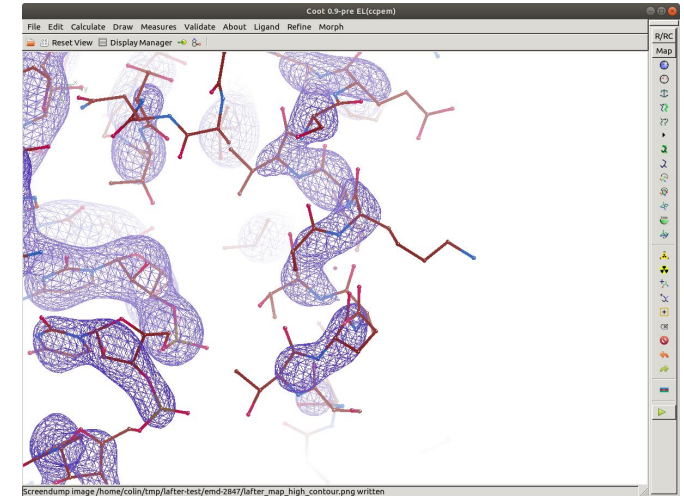 Coot 0.9-pre EL(ccpem)
File Edit Calculate Draw Measures Validate About Ligand Refine Morph
Reset View Display Manager
R/RC
Map
Screendump image /home/colin/tmp/lafter-test/emd-2847/lafter_map_high_contour.png written